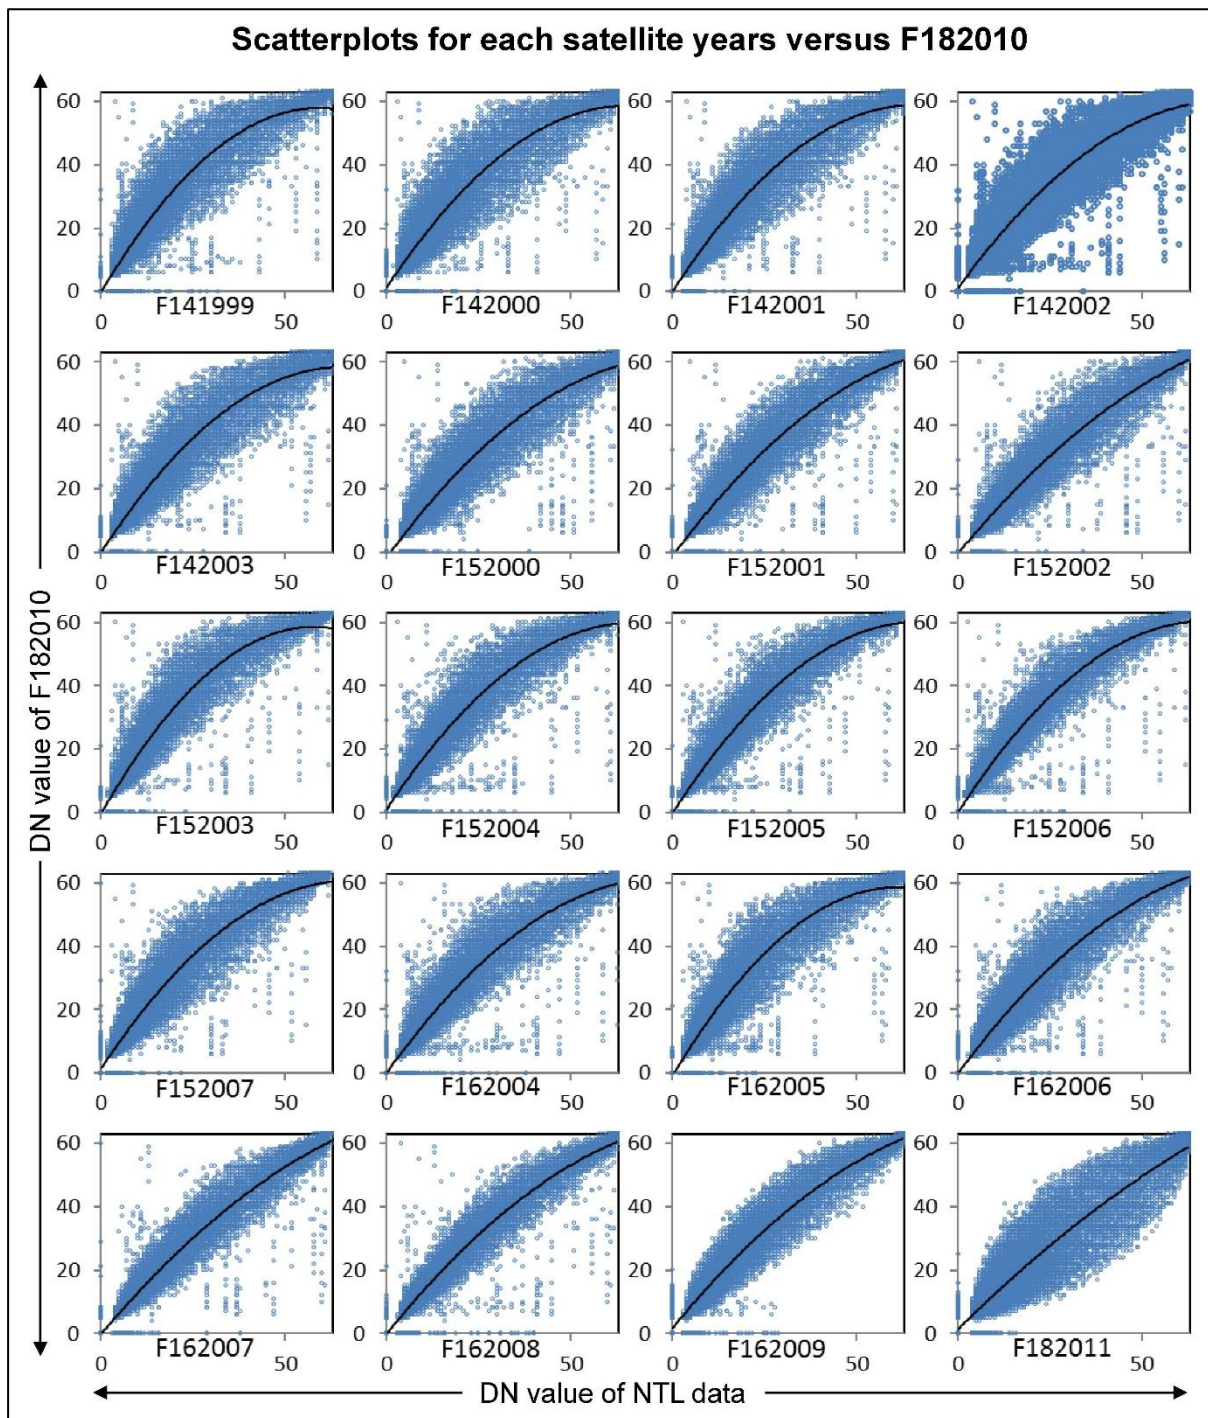 Scatterplots for each satellite years versus F182010
DN value of F182010
60 60 60 60
40 40 40 40
20 20 20 20
0 0 0 0
F141999 F142000 F142001 F142002
0 50 0 50 0 50 0 50
60 60 60 60
40 40 40 40
20 20 20 20
0 0 0 0
F142003 F152000 F152001 F152002
0 50 0 50 0 50 0 50
60 60 60 60
40 40 40 40
20 20 20 20
0 0 0 0
F152003 F152004 F152005 F152006
0 50 0 50 0 50 0 50
60 60 60 60
40 40 40 40
20 20 20 20
0 0 0 0
F152007 F162004 F162005 F162006
0 50 0 50 0 50 0 50
60 60 60 60
40 40 40 40
20 20 20 20
0 0 0 0
F162007 F162008 F162009 F182011
0 50 0 50 0 50 0 50
DN value of NTL data